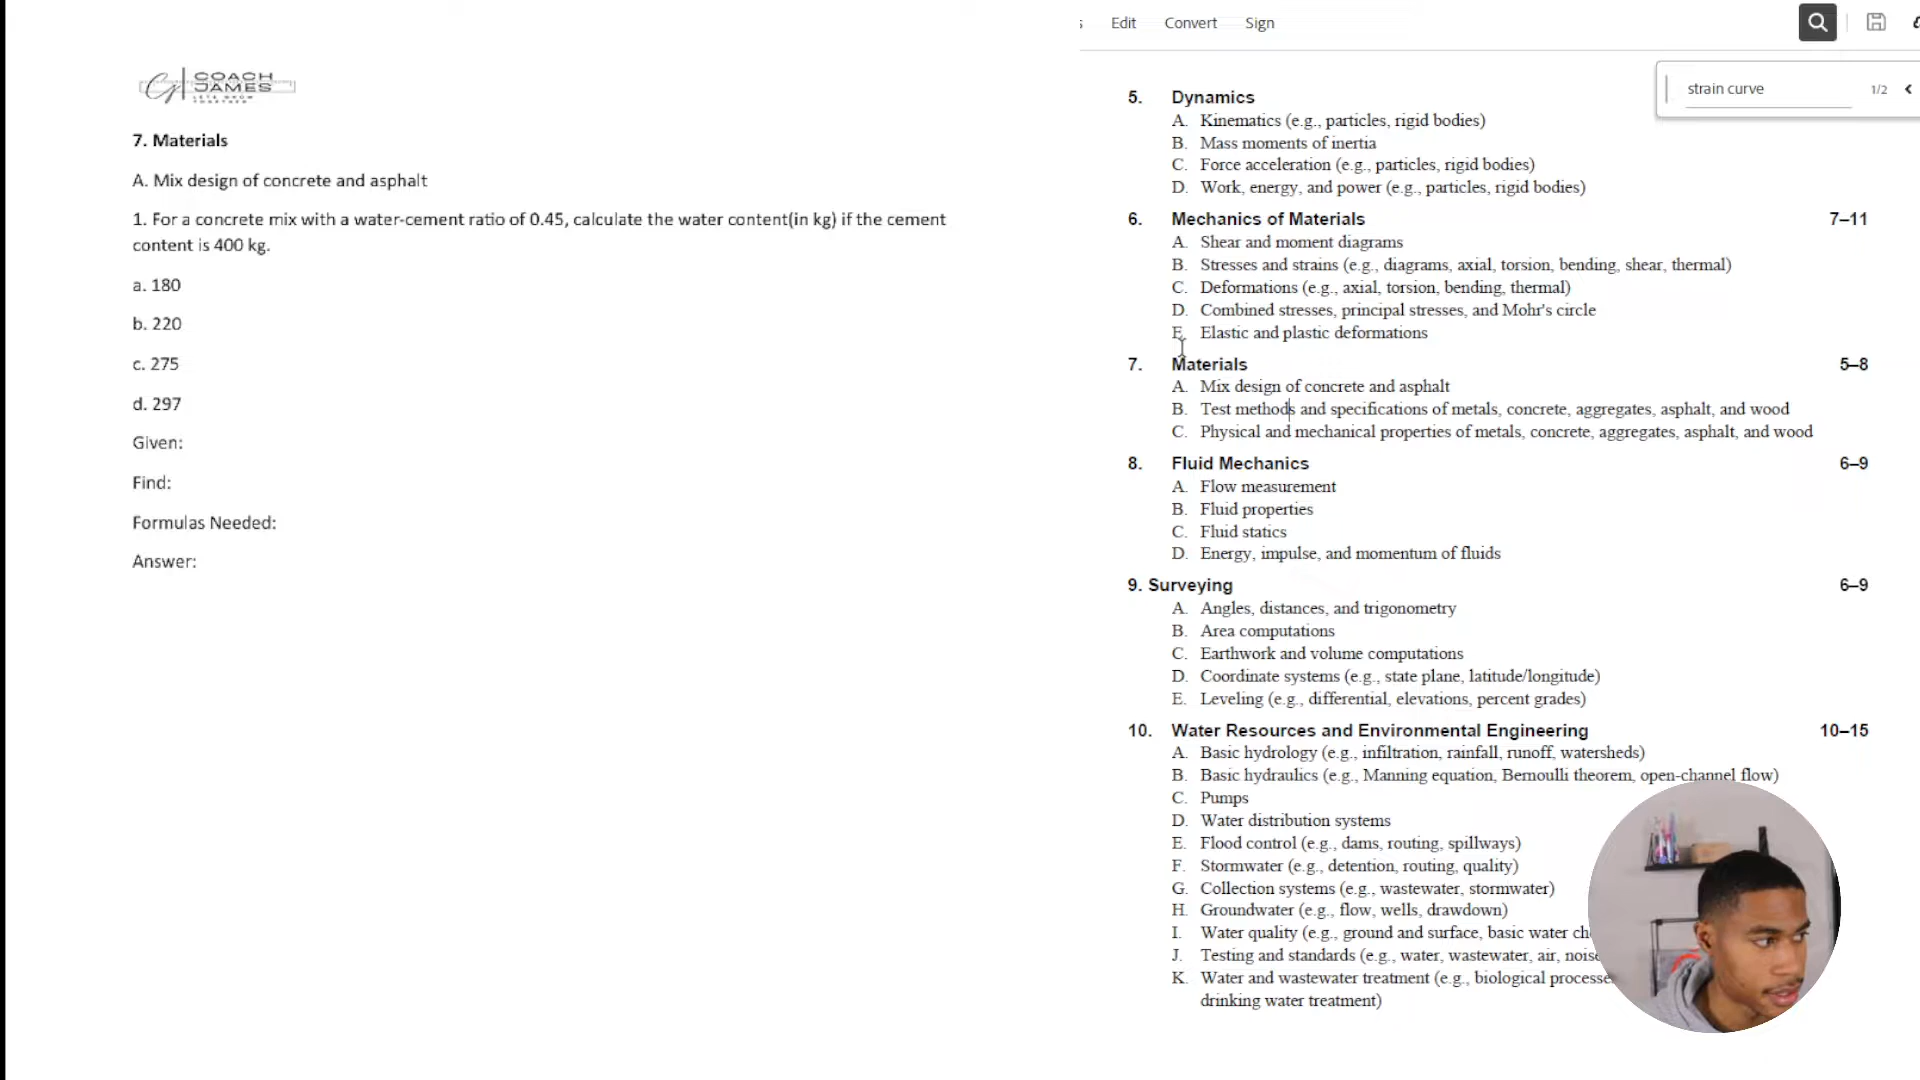 COACH
JAMES
LETS GROW
TOGETHER
7. Materials
A. Mix design of concrete and asphalt
1. For a concrete mix with a water-cement ratio of 0.45, calculate the water content(in kg) if the cement
content is 400 kg.
a. 180
b. 220
c. 275
d. 297
Given:
Find:
Formulas Needed:
Answer:
Edit Convert Sign
strain curve 1/2
5. Dynamics
A. Kinematics (e.g., particles, rigid bodies)
B. Mass moments of inertia
C. Force acceleration (e.g., particles, rigid bodies)
D. Work, energy, and power (e.g., particles, rigid bodies)
6. Mechanics of Materials 7–11
A. Shear and moment diagrams
B. Stresses and strains (e.g., diagrams, axial, torsion, bending, shear, thermal)
C. Deformations (e.g., axial, torsion, bending, thermal)
D. Combined stresses, principal stresses, and Mohr's circle
E. Elastic and plastic deformations
7. Materials 5–8
A. Mix design of concrete and asphalt
B. Test methods and specifications of metals, concrete, aggregates, asphalt, and wood
C. Physical and mechanical properties of metals, concrete, aggregates, asphalt, and wood
8. Fluid Mechanics 6–9
A. Flow measurement
B. Fluid properties
C. Fluid statics
D. Energy, impulse, and momentum of fluids
9. Surveying 6–9
A. Angles, distances, and trigonometry
B. Area computations
C. Earthwork and volume computations
D. Coordinate systems (e.g., state plane, latitude/longitude)
E. Leveling (e.g., differential, elevations, percent grades)
10. Water Resources and Environmental Engineering 10–15
A. Basic hydrology (e.g., infiltration, rainfall, runoff, watersheds)
B. Basic hydraulics (e.g., Manning equation, Bernoulli theorem, open-channel flow)
C. Pumps
D. Water distribution systems
E. Flood control (e.g., dams, routing, spillways)
F. Stormwater (e.g., detention, routing, quality)
G. Collection systems (e.g., wastewater, stormwater)
H. Groundwater (e.g., flow, wells, drawdown)
I. Water quality (e.g., ground and surface, basic water
J. Testing and standards (e.g., water, wastewater, air,
K. Water and wastewater treatment (e.g., biological
drinking water treatment)